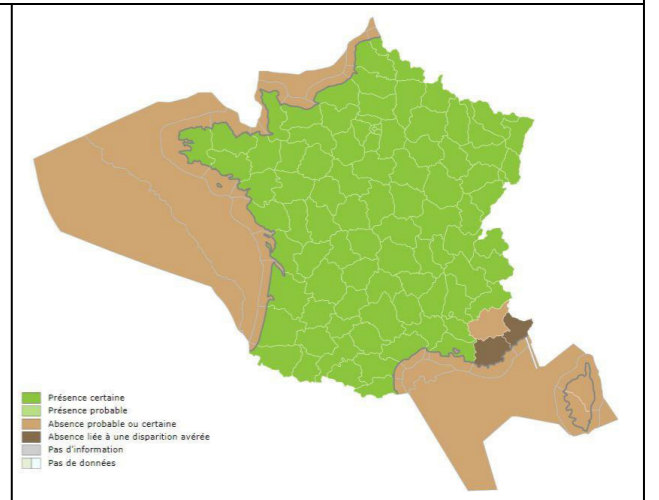 Présence certaine
Présence probable
Absence probable ou certaine
Absence liée à une disparition avérée
Pas d'information
Pas de données